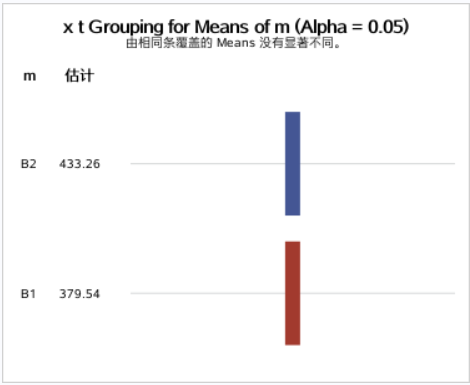 x t Grouping for Means of m (Alpha = 0.05)
由相同条覆盖的 Means 没有显著不同。
m 估计
B2 433.26
B1 379.54